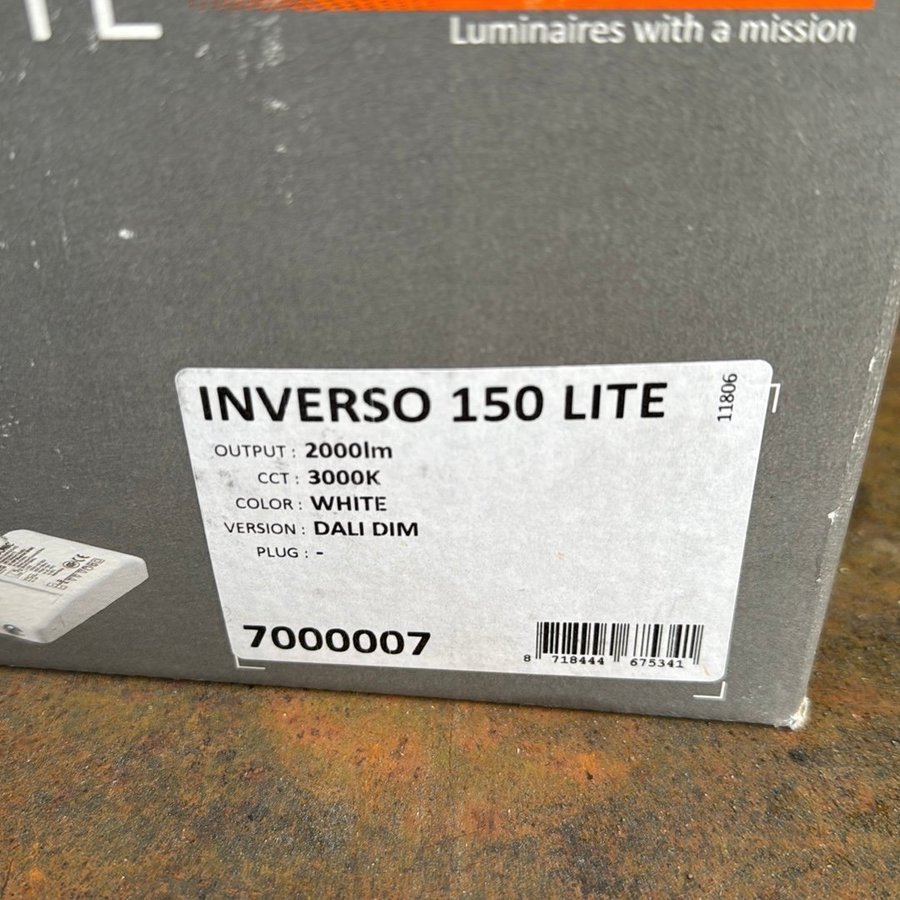 Luminaires with a mission
INVERSO 150 LITE
11806
OUTPUT : 2000lm
CCT : 3000K
COLOR : WHITE
VERSION : DALI DIM
PLUG : -
7000007
8 718444 675341